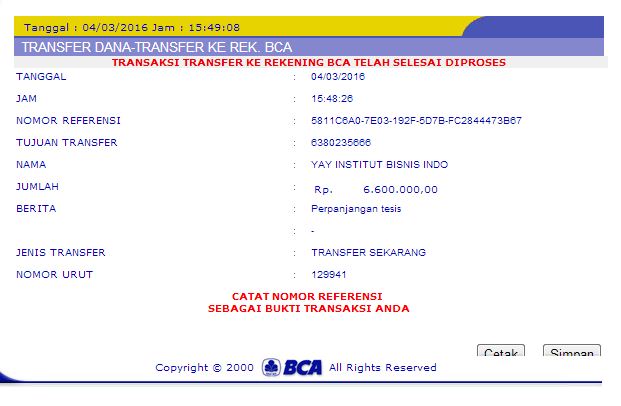 Tanggal : 04/03/2016 Jam : 15:49:08
TRANSFER DANA-TRANSFER KE REK. BCA
TRANSAKSI TRANSFER KE REKENING BCA TELAH SELESAI DIPROSES
TANGGAL : 04/03/2016
JAM : 15:48:26
NOMOR REFERENSI : 5811C6A0-7E03-192F-5D7B-FC2844473B67
TUJUAN TRANSFER : 6380235666
NAMA : YAY INSTITUT BISNIS INDO
JUMLAH : Rp. 6.600.000,00
BERITA : Perpanjangan tesis
: -
JENIS TRANSFER : TRANSFER SEKARANG
NOMOR URUT : 129941
CATAT NOMOR REFERENSI
SEBAGAI BUKTI TRANSAKSI ANDA
Cetak Simpan
Copyright © 2000 BCA All Rights Reserved